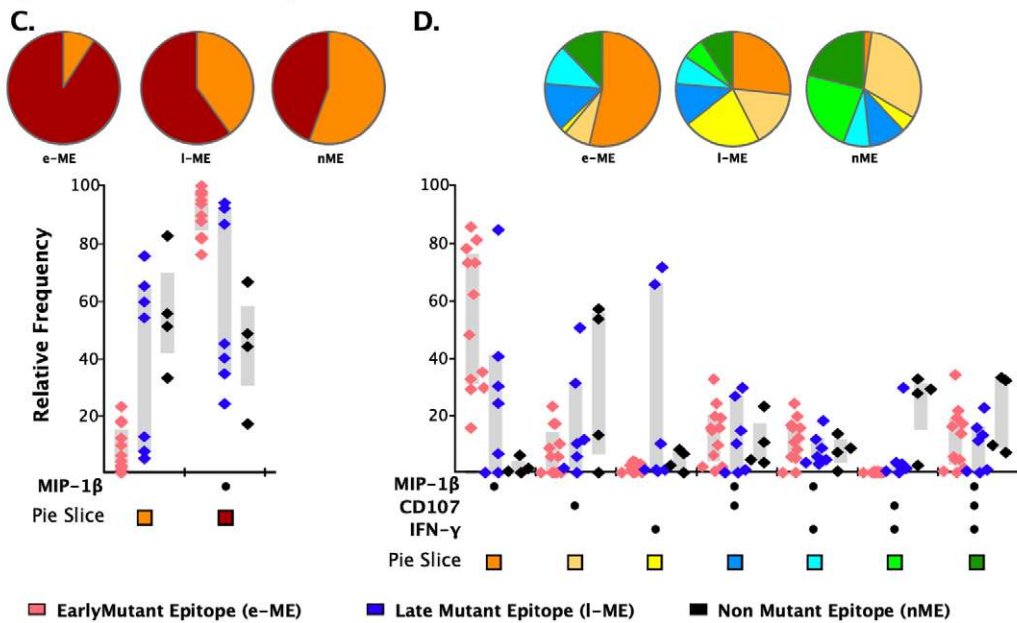 C.
D.
e-ME l-ME nME
e-ME l-ME nME
Relative Frequency
100
80
60
40
20
MIP-1β
Pie Slice
100
80
60
40
20
0
MIP-1β
CD107
IFN-γ
Pie Slice
EarlyMutant Epitope (e-ME) Late Mutant Epitope (l-ME) Non Mutant Epitope (nME)